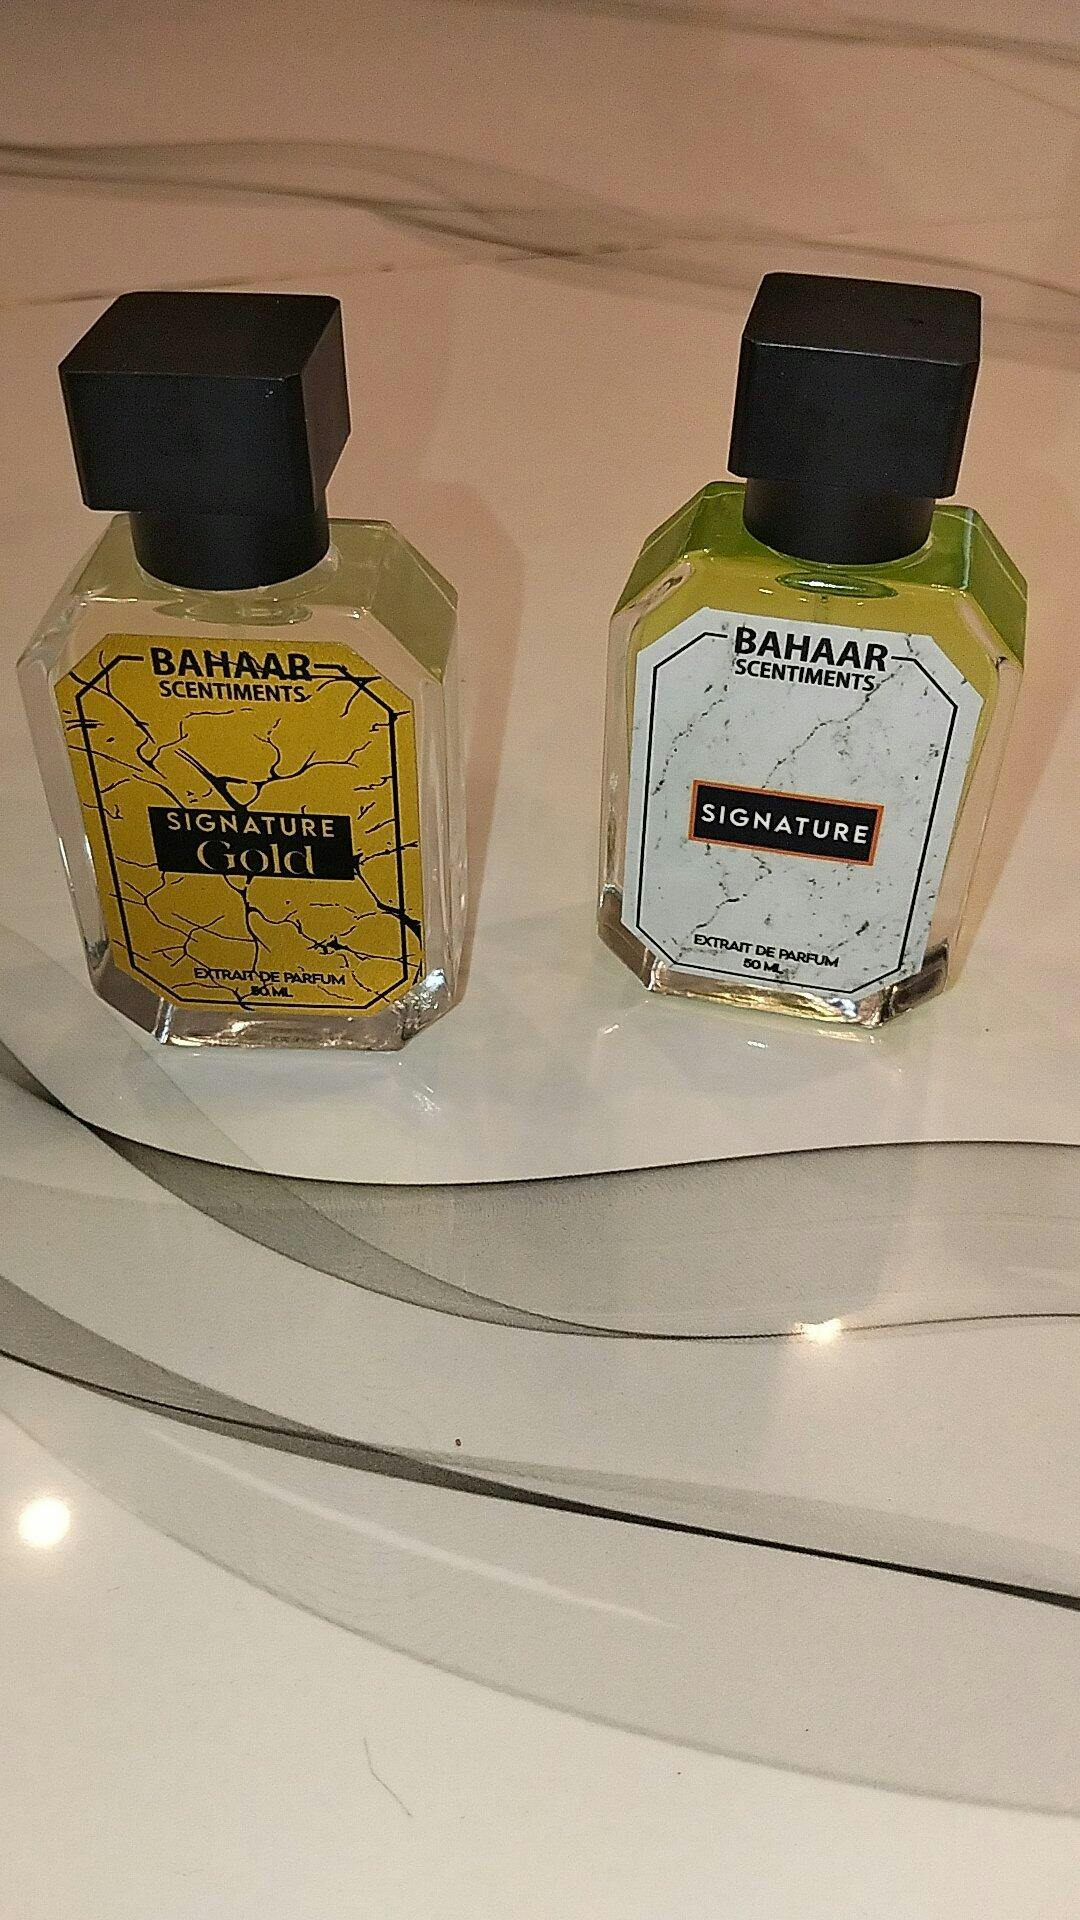 BAHAAR
SCENTIMENTS
SIGNATURE
Gold
EXTRAIT DE PARFUM
50 ML
BAHAAR
SCENTIMENTS
SIGNATURE
EXTRAIT DE PARFUM
50 ML